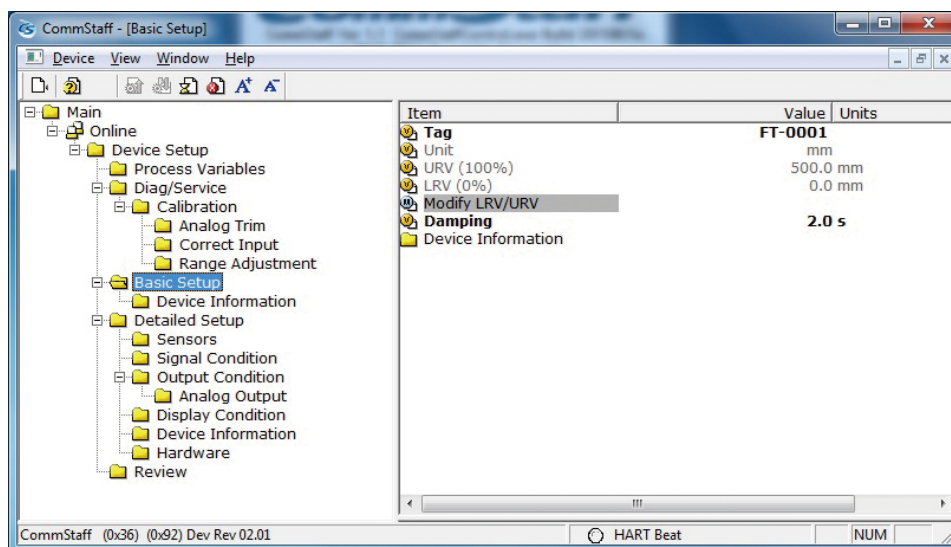 CommStaff - [Basic Setup]
Device View Window Help
A+ A-
Main
Online
Device Setup
Process Variables
Diag/Service
Calibration
Analog Trim
Correct Input
Range Adjustment
Basic Setup
Device Information
Detailed Setup
Sensors
Signal Condition
Output Condition
Analog Output
Display Condition
Device Information
Hardware
Review
Item Value Units
Tag FT-0001
Unit mm
URV (100%) 500.0 mm
LRV (0%) 0.0 mm
Modify LRV/URV
Damping 2.0 s
Device Information
CommStaff (0x36) (0x92) Dev Rev 02.01 HART Beat NUM